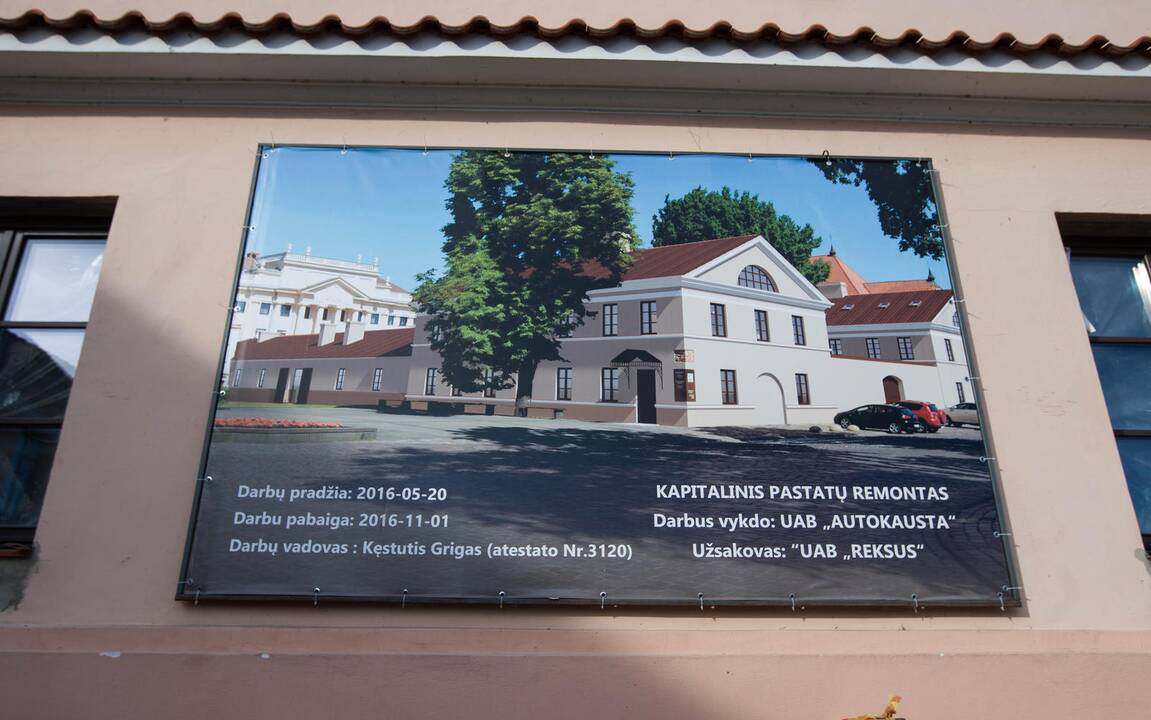 Darbų pradžia: 2016-05-20
Darbu pabaiga: 2016-11-01
Darbų vadovas : Kęstutis Grigas (atestato Nr.3120)
KAPITALINIS PASTATŲ REMONTAS
Darbus vykdo: UAB „AUTOKAUSTA“
Užsakovas: “UAB „REKSUS“